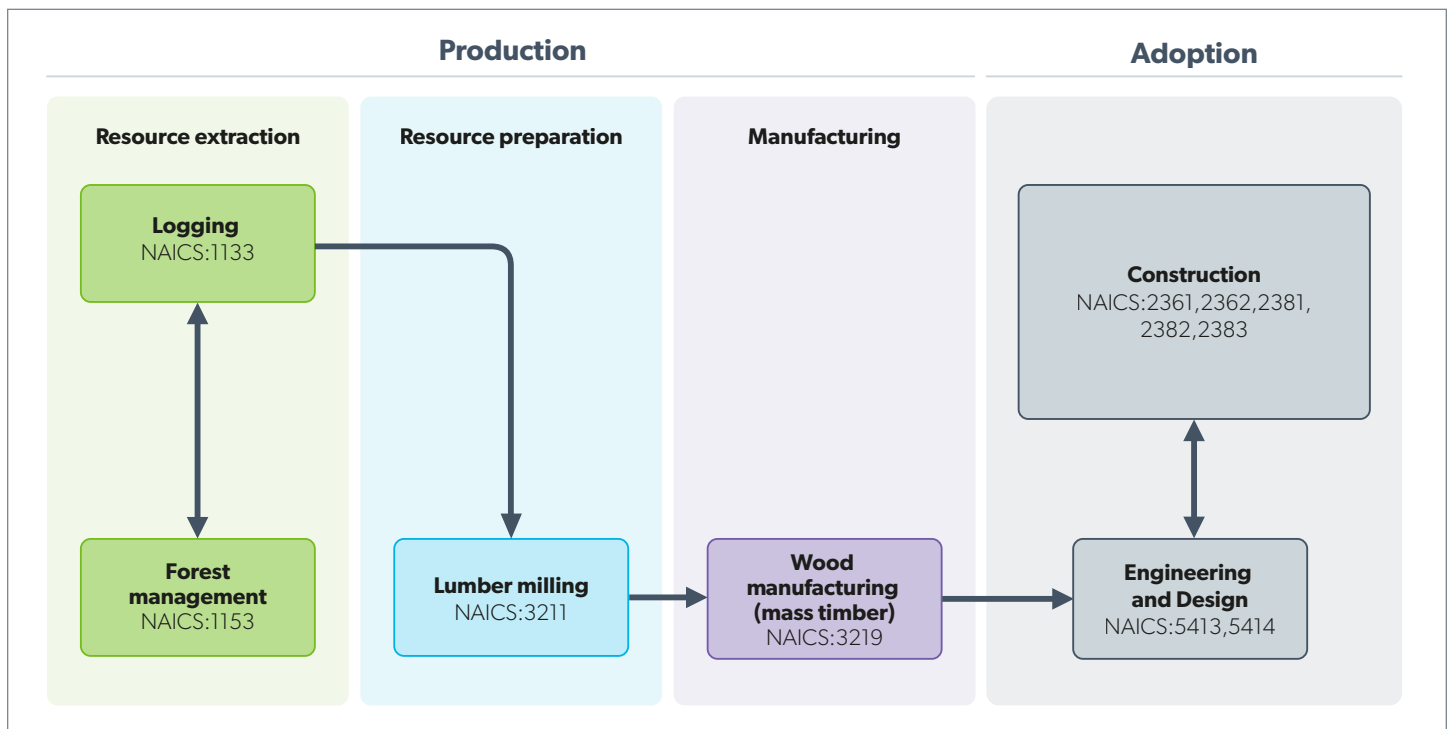 Production
Adoption
Resource extraction
Resource preparation
Manufacturing
Logging
NAICS:1133
Forest
management
NAICS:1153
Lumber milling
NAICS:3211
Wood
manufacturing
(mass timber)
NAICS:3219
Construction
NAICS:2361,2362,2381,
2382,2383
Engineering
and Design
NAICS:5413,5414